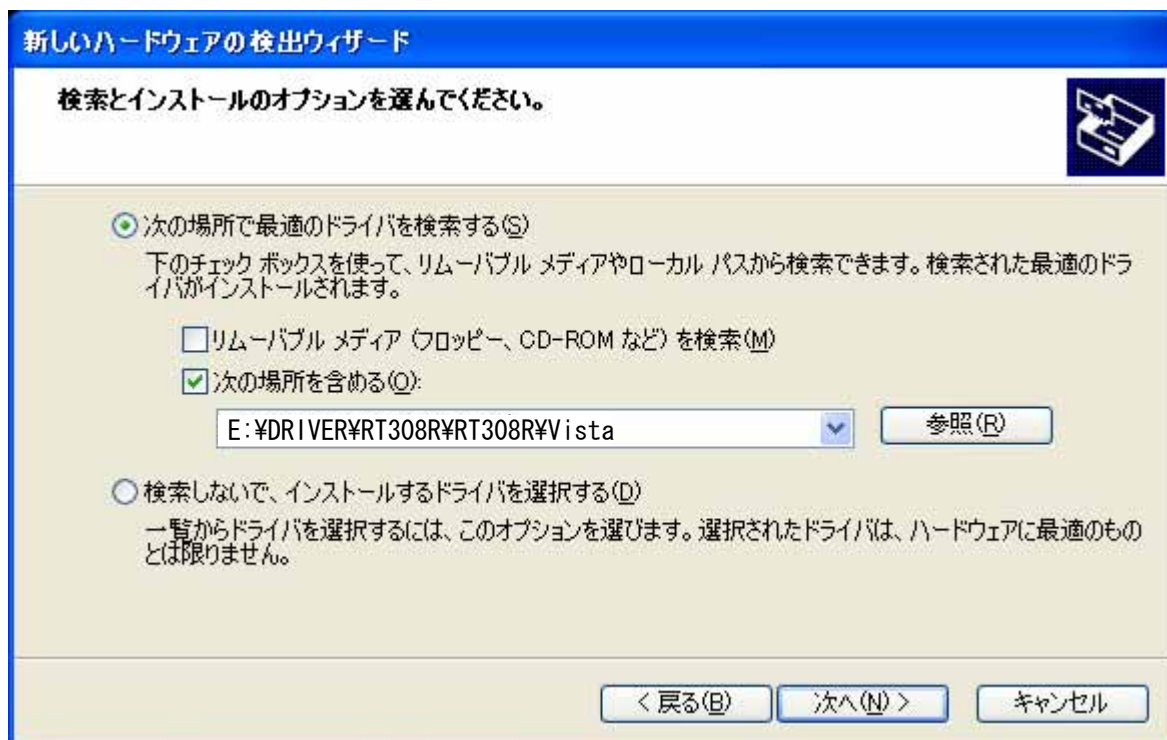 新しいハードウェアの検出ウィザード
検索とインストールのオプションを選んでください。
次の場所で最適のドライバを検索する(S)
下のチェック ボックスを使って、リムーバブル メディアやローカル パスから検索できます。検索された最適のドラ
イバがインストールされます。
リムーバブル メディア (フロッピー、CD-ROM など) を検索(M)
次の場所を含める(O):
E:¥DRIVER¥RT308R¥RT308R¥Vista
参照(R)
検索しないで、インストールするドライバを選択する(D)
一覧からドライバを選択するには、このオプションを選びます。選択されたドライバは、ハードウェアに最適のもの
とは限りません。
< 戻る(B) 次へ(N) > キャンセル